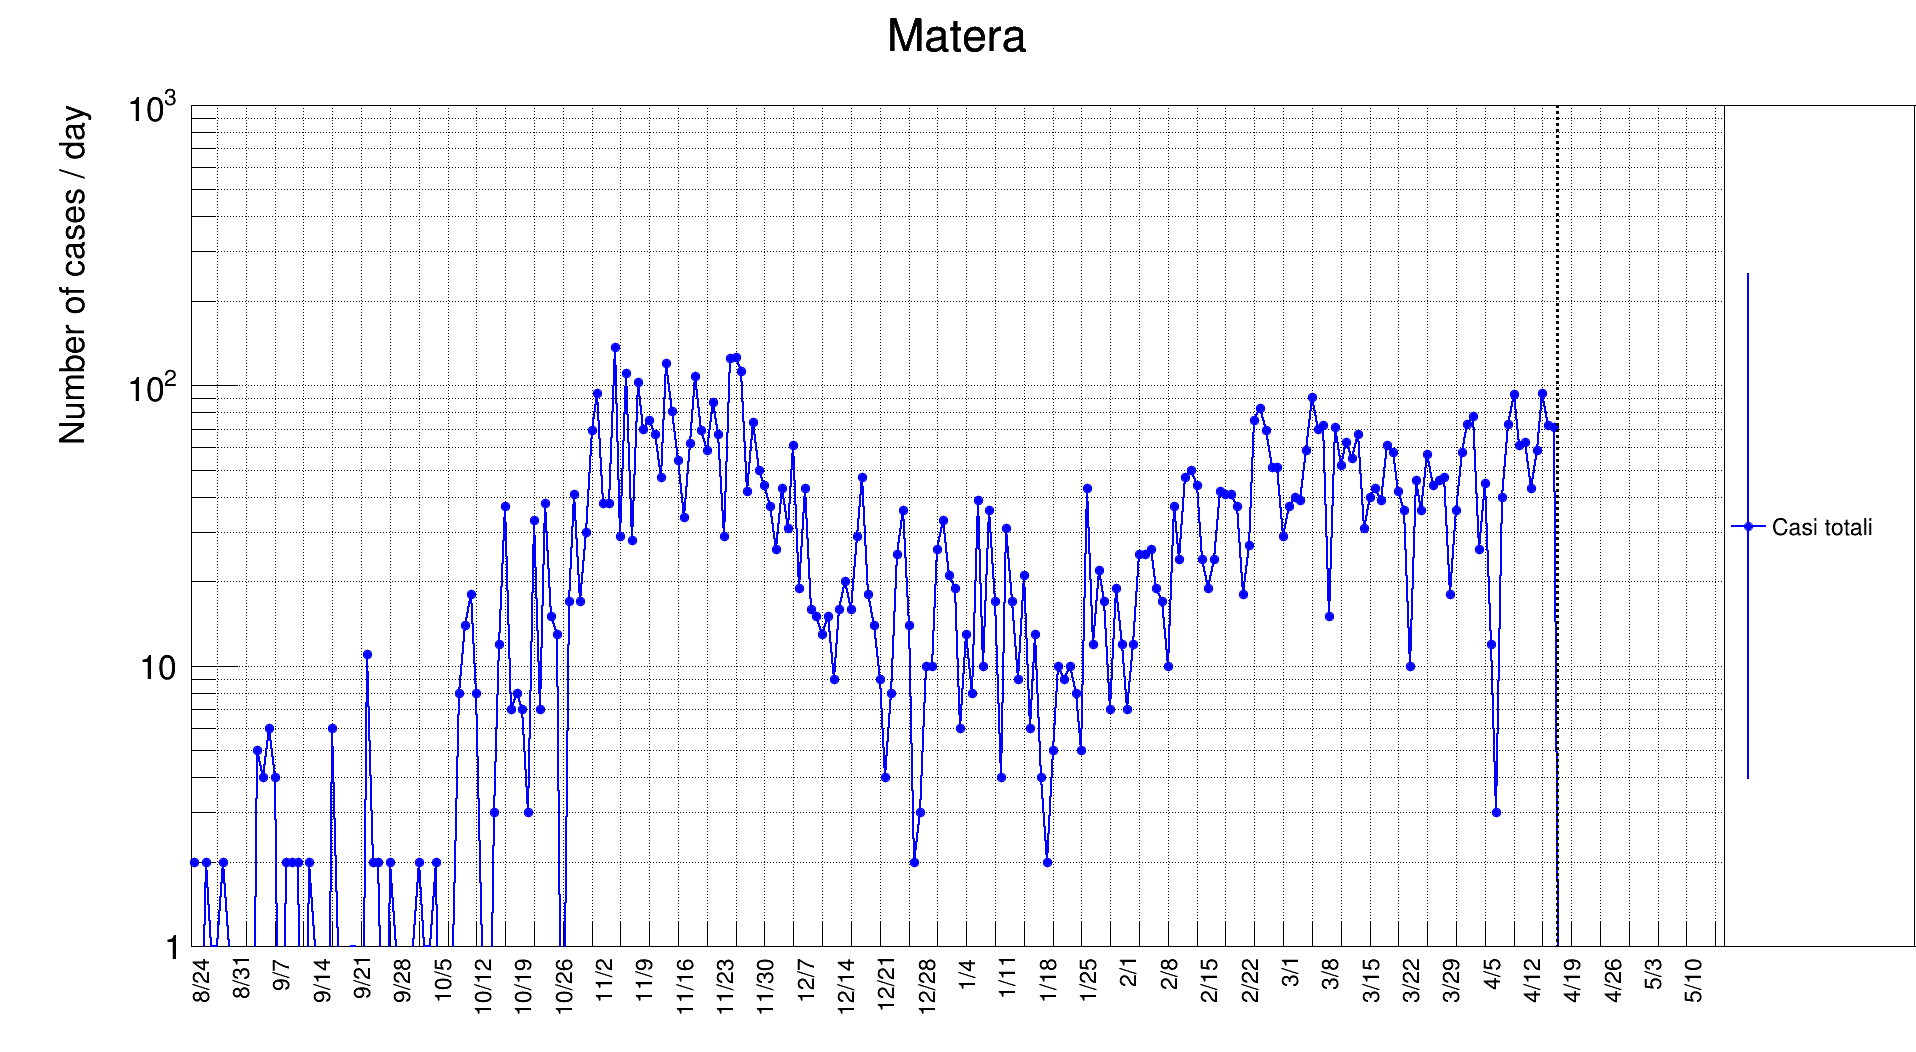 Matera
Number of cases / day
10³
10²
10
1
8/24 8/31 9/7 9/14 9/21 9/28 10/5 10/12 10/19 10/26 11/2 11/9 11/16 11/23 11/30 12/7 12/14 12/21 12/28 1/4 1/11 1/18 1/25 2/1 2/8 2/15 2/22 3/1 3/8 3/15 3/22 3/29 4/5 4/12 4/19 4/26 5/3 5/10
Casi totali